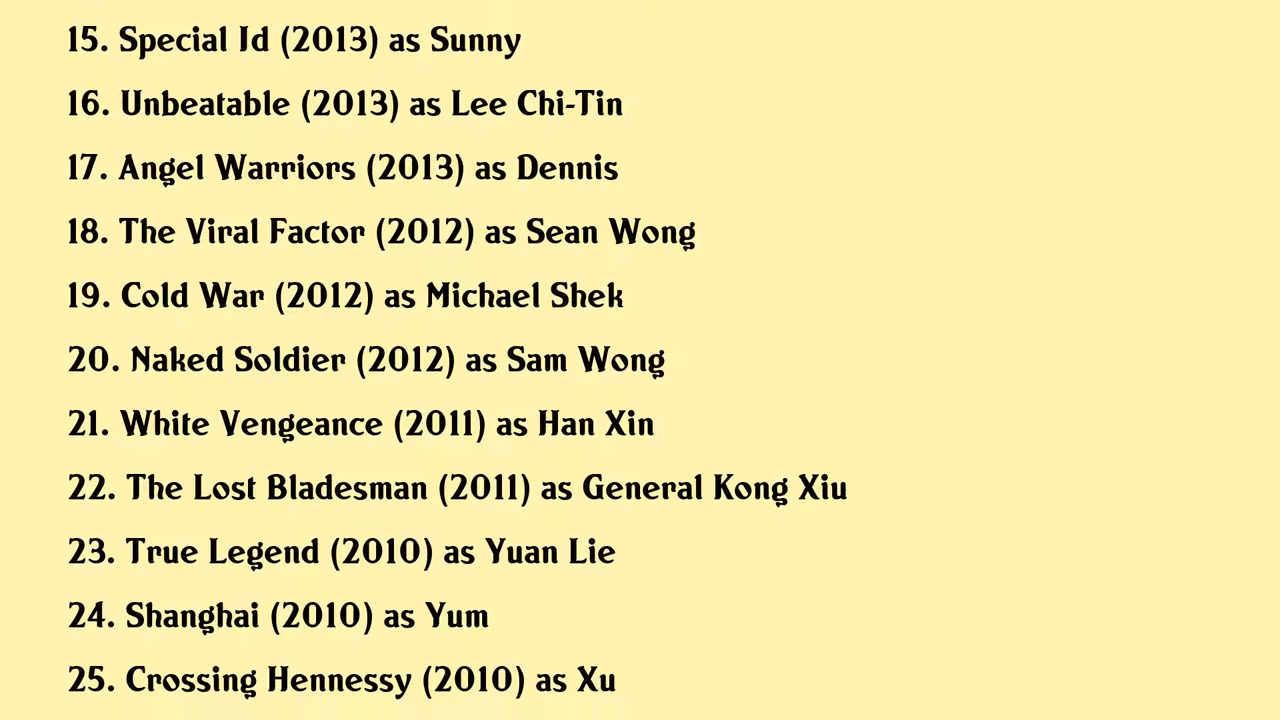 15. Special Id (2013) as Sunny
16. Unbeatable (2013) as Lee Chi-Tin
17. Angel Warriors (2013) as Dennis
18. The Viral Factor (2012) as Sean Wong
19. Cold War (2012) as Michael Shek
20. Naked Soldier (2012) as Sam Wong
21. White Vengeance (2011) as Han Xin
22. The Lost Bladesman (2011) as General Kong Xiu
23. True Legend (2010) as Yuan Lie
24. Shanghai (2010) as Yum
25. Crossing Hennessy (2010) as Xu